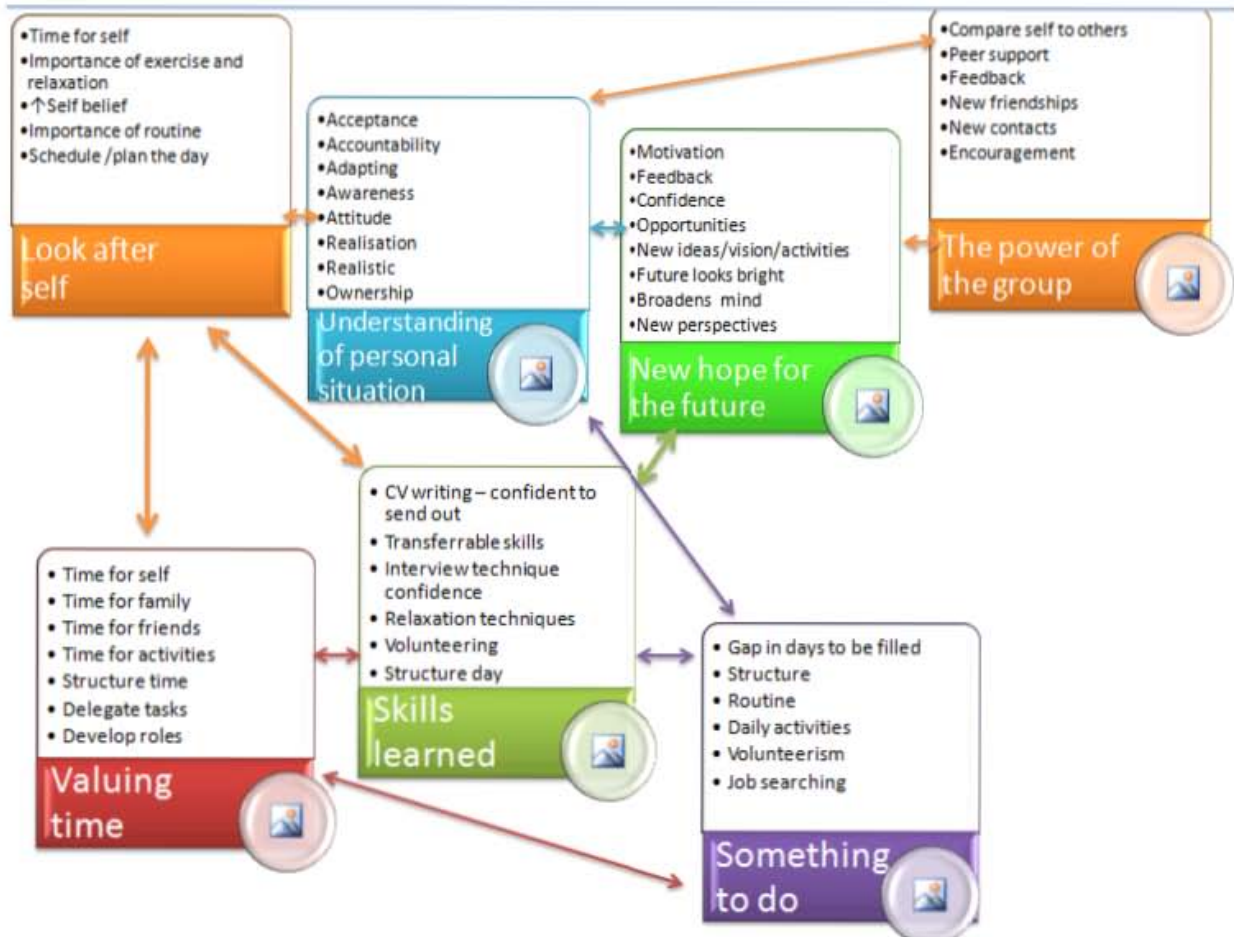 •Time for self
•Importance of exercise and
relaxation
•↑Self belief
•Importance of routine
•Schedule /plan the day
Look after
self
•Acceptance
•Accountability
•Adapting
•Awareness
•Attitude
•Realisation
•Realistic
•Ownership
Understanding
of personal
situation
•Motivation
•Feedback
•Confidence
•Opportunities
•New ideas/vision/activities
•Future looks bright
•Broadens mind
•New perspectives
New hope for
the future
•Compare self to others
•Peer support
•Feedback
•New friendships
•New contacts
•Encouragement
The power of
the group
• Time for self
• Time for family
• Time for friends
• Time for activities
• Structure time
• Delegate tasks
• Develop roles
Valuing
time
• CV writing – confident to
send out
• Transferrable skills
• Interview technique
confidence
• Relaxation techniques
• Volunteering
• Structure day
Skills
learned
• Gap in days to be filled
• Structure
• Routine
• Daily activities
• Volunteerism
• Job searching
Something
to do